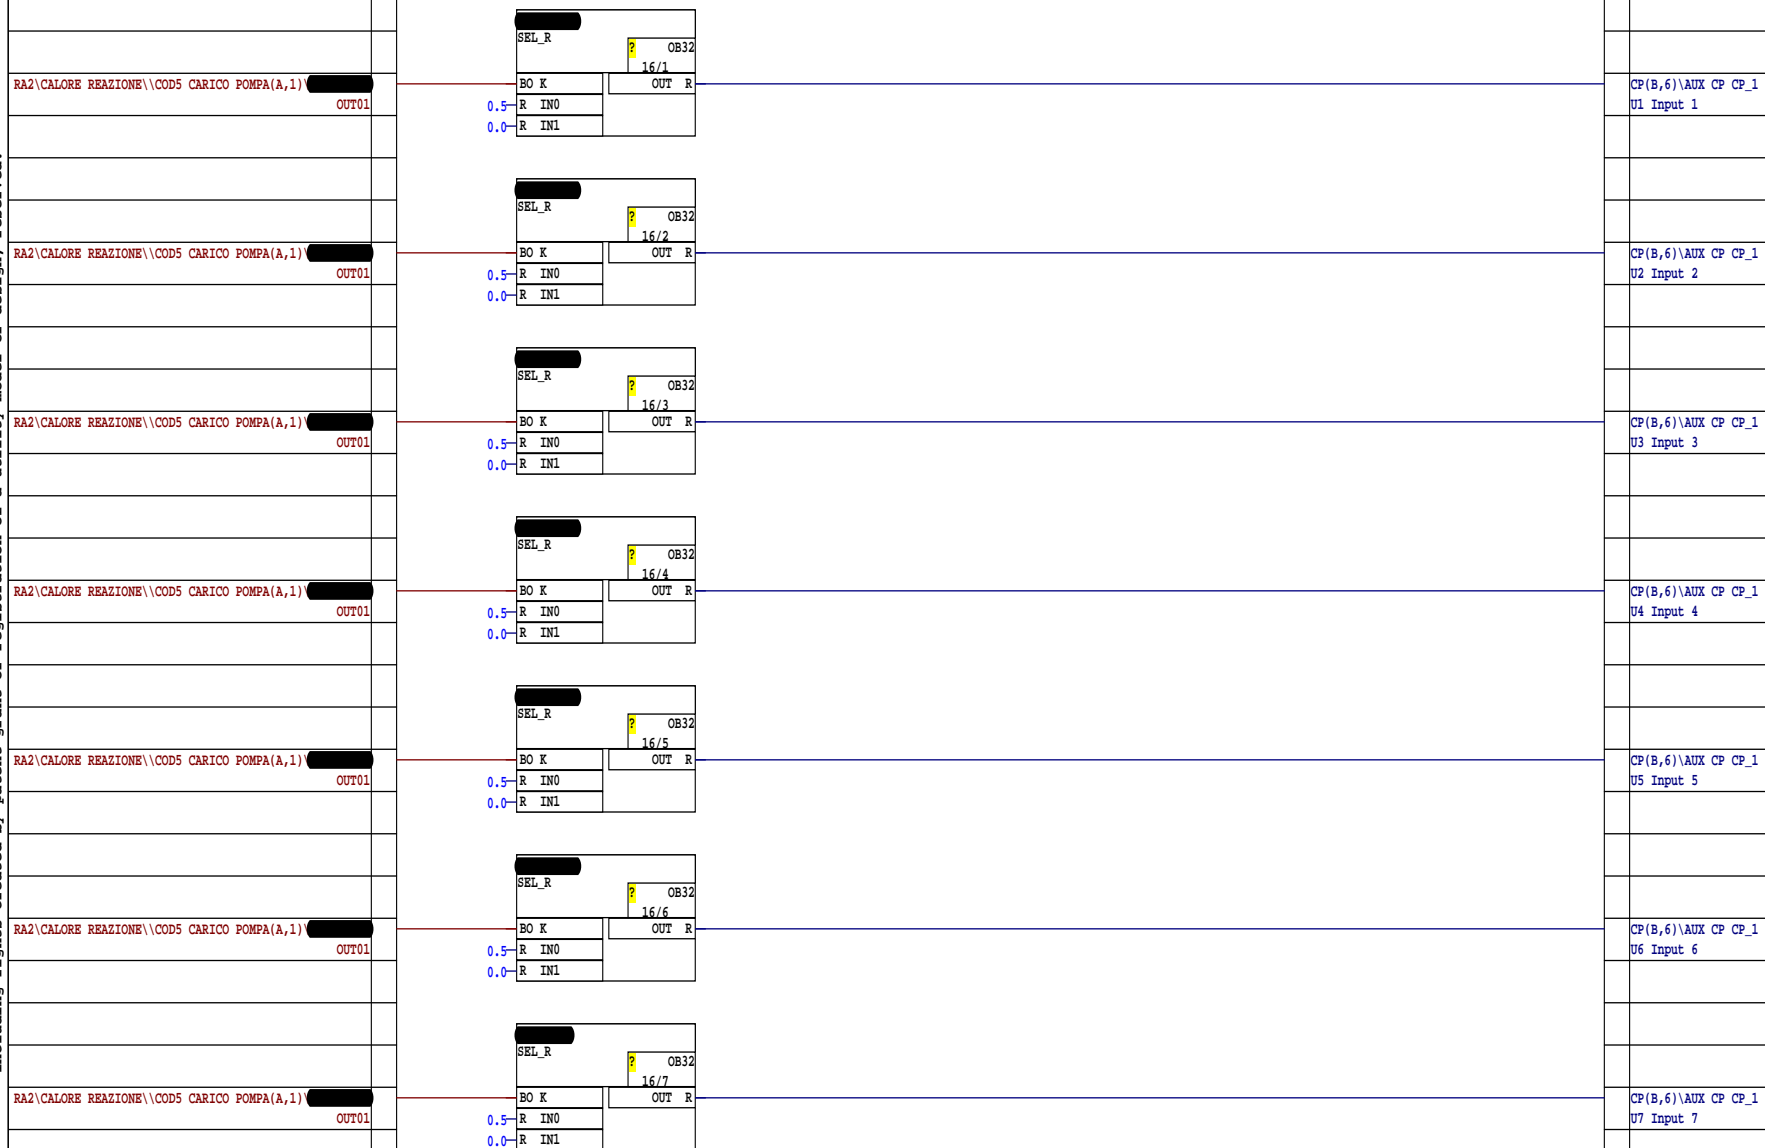 SEL_R
? OB32
16/1
RA2\CALORE REAZIONE\\COD5 CARICO POMPA(A,1)\ BO K OUT R CP(B,6)\AUX CP CP_1
OUT01 0.5 R IN0 U1 Input 1
0.0 R IN1
SEL_R
? OB32
16/2
RA2\CALORE REAZIONE\\COD5 CARICO POMPA(A,1)\ BO K OUT R CP(B,6)\AUX CP CP_1
OUT01 0.5 R IN0 U2 Input 2
0.0 R IN1
SEL_R
? OB32
16/3
RA2\CALORE REAZIONE\\COD5 CARICO POMPA(A,1)\ BO K OUT R CP(B,6)\AUX CP CP_1
OUT01 0.5 R IN0 U3 Input 3
0.0 R IN1
SEL_R
? OB32
16/4
RA2\CALORE REAZIONE\\COD5 CARICO POMPA(A,1)\ BO K OUT R CP(B,6)\AUX CP CP_1
OUT01 0.5 R IN0 U4 Input 4
0.0 R IN1
SEL_R
? OB32
16/5
RA2\CALORE REAZIONE\\COD5 CARICO POMPA(A,1)\ BO K OUT R CP(B,6)\AUX CP CP_1
OUT01 0.5 R IN0 U5 Input 5
0.0 R IN1
SEL_R
? OB32
16/6
RA2\CALORE REAZIONE\\COD5 CARICO POMPA(A,1)\ BO K OUT R CP(B,6)\AUX CP CP_1
OUT01 0.5 R IN0 U6 Input 6
0.0 R IN1
SEL_R
? OB32
16/7
RA2\CALORE REAZIONE\\COD5 CARICO POMPA(A,1)\ BO K OUT R CP(B,6)\AUX CP CP_1
OUT01 0.5 R IN0 U7 Input 7
0.0 R IN1